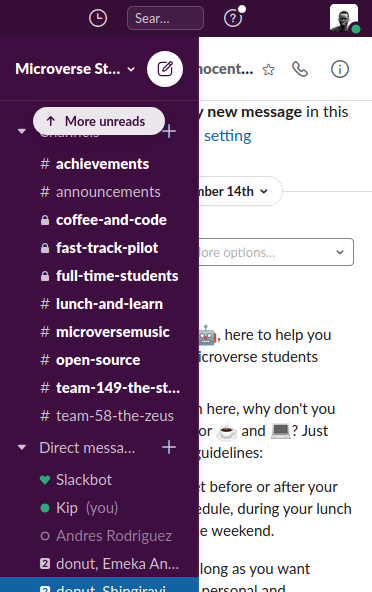 Sear...
Microverse St...
nocent...
More unreads
Channels
# achievements
# announcements
coffee-and-code
fast-track-pilot
full-time-students
# lunch-and-learn
# microversemusic
# open-source
# team-149-the-st...
# team-58-the-zeus
Direct messa...
Slackbot
Kip (you)
Andres Rodriguez
2 donut, Emeka An...
2 donut, Shingirayi
y new message in this
setting
mber 14th
More options...
, here to help you
icroverse students
n here, why don't you
or ☕ and 💻? Just
guidelines:
et before or after your
edule, during your lunch
e weekend.
long as you want
personal and